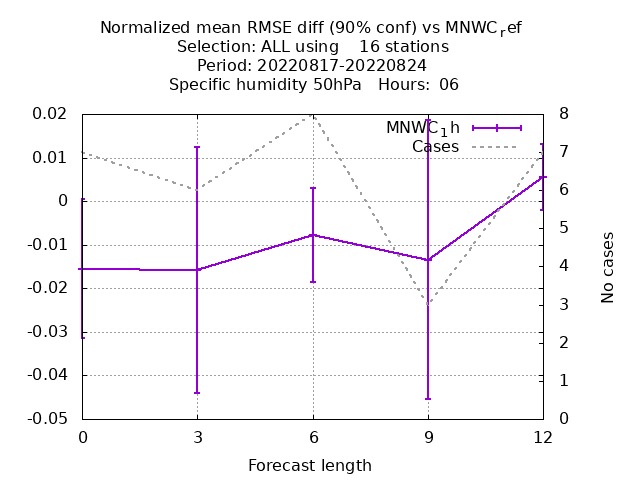 Normalized mean RMSE diff (90% conf) vs MNWC_ref
Selection: ALL using    16 stations
Period: 20220817-20220824
Specific humidity 50hPa   Hours:  06
MNWC_1h
Cases
0.02
0.01
0
-0.01
-0.02
-0.03
-0.04
-0.05
8
7
6
5
4
3
2
1
0
No cases
0 3 6 9 12
Forecast length